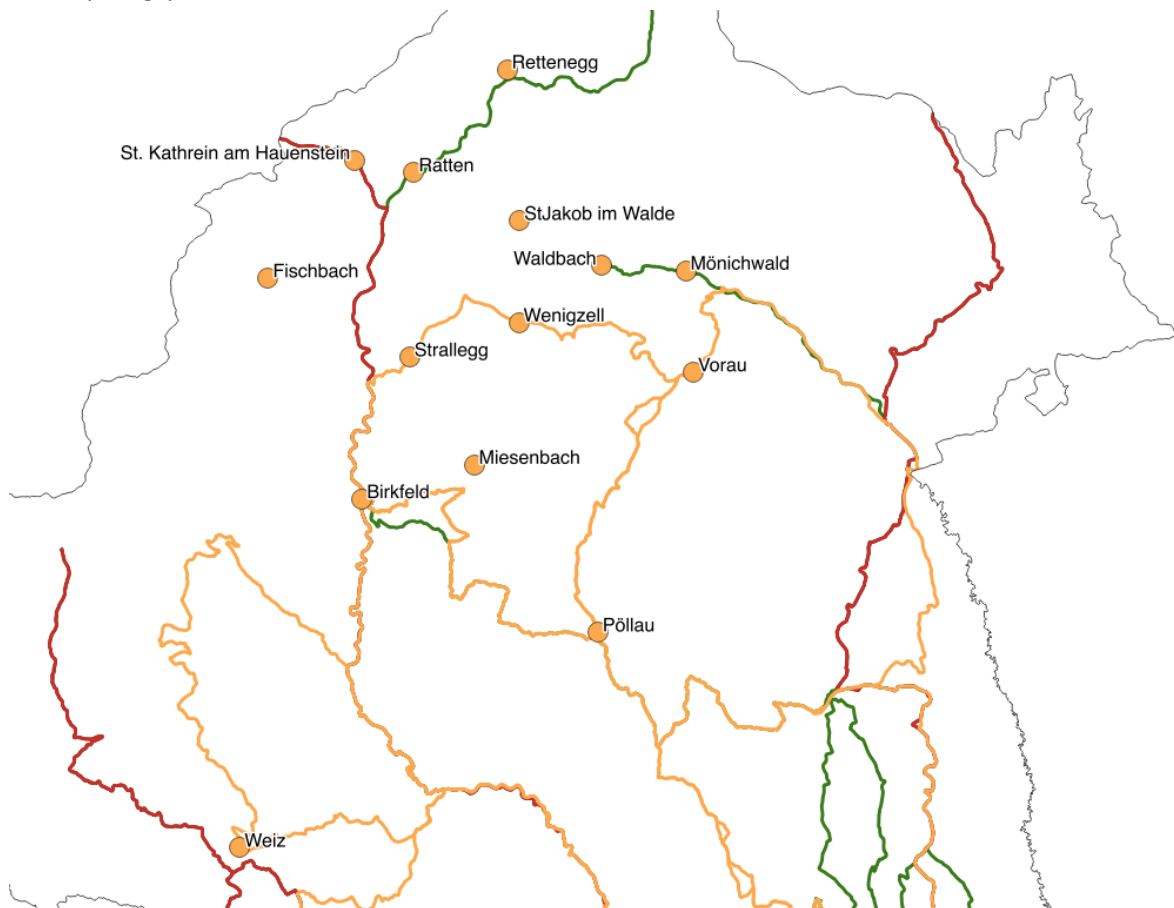 Rettenegg
St. Kathrein am Hauenstein
Ratten
StJakob im Walde
Waldbach
Mönichwald
Fischbach
Wenigzell
Strallegg
Vorau
Miesenbach
Birkfeld
Pöllau
Weiz